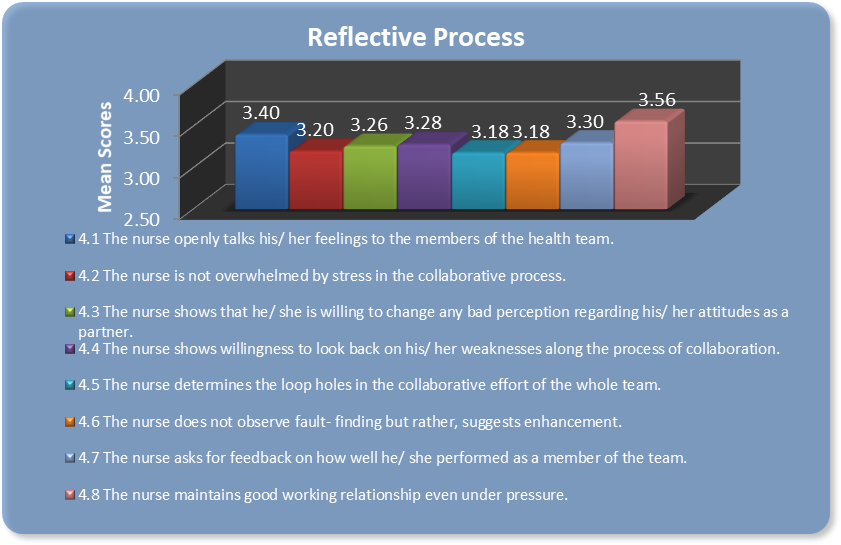 Reflective Process
Mean Scores
4.00
3.50
3.00
2.50
3.40
3.20
3.26
3.28
3.18
3.18
3.30
3.56
4.1 The nurse openly talks his/ her feelings to the members of the health team.
4.2 The nurse is not overwhelmed by stress in the collaborative process.
4.3 The nurse shows that he/ she is willing to change any bad perception regarding his/ her attitudes as a
partner.
4.4 The nurse shows willingness to look back on his/ her weaknesses along the process of collaboration.
4.5 The nurse determines the loop holes in the collaborative effort of the whole team.
4.6 The nurse does not observe fault- finding but rather, suggests enhancement.
4.7 The nurse asks for feedback on how well he/ she performed as a member of the team.
4.8 The nurse maintains good working relationship even under pressure.